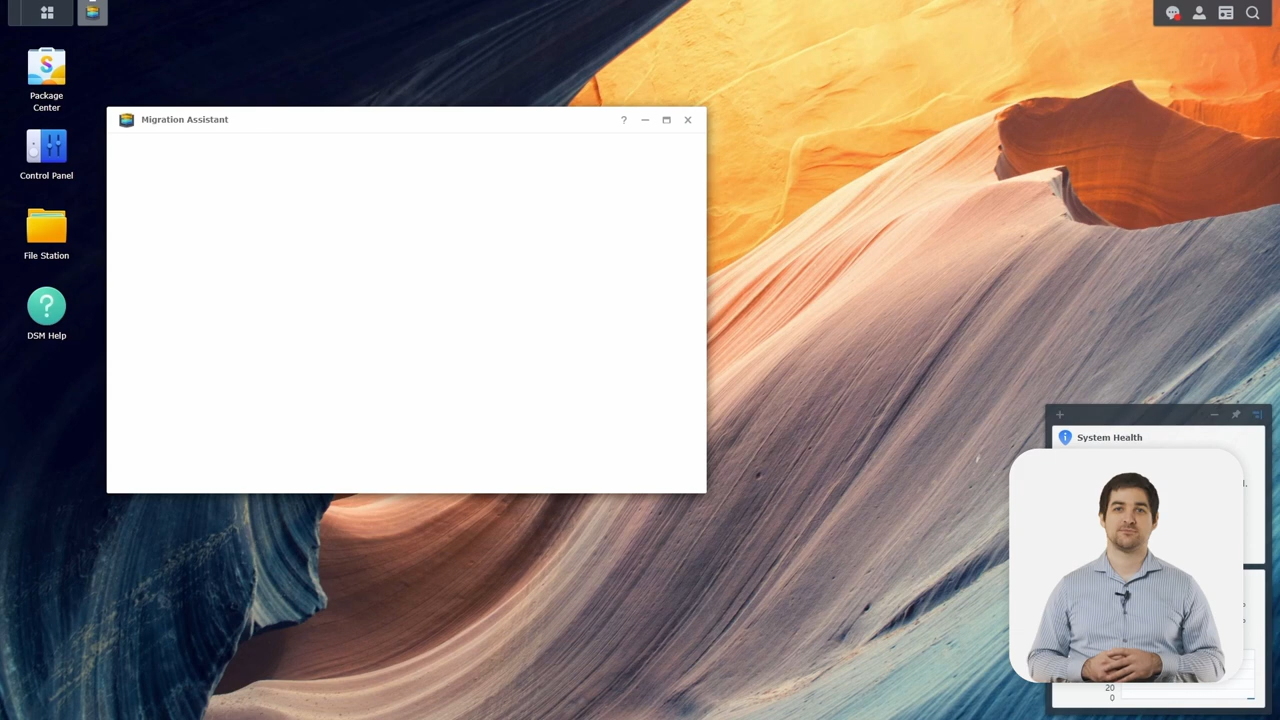 Package
Center
Control Panel
File Station
DSM Help
Migration Assistant
System Health
20
0